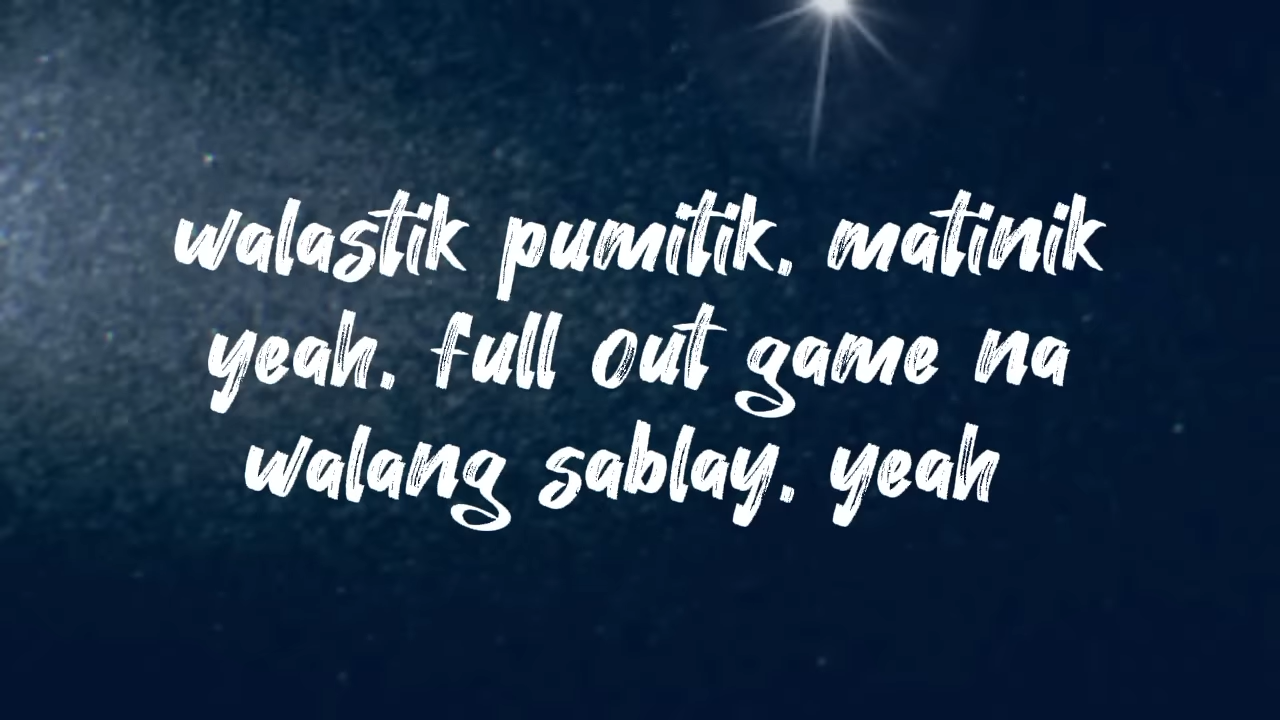 walastik pumitik, matinik
yeah, full out game na
walang sablay, yeah